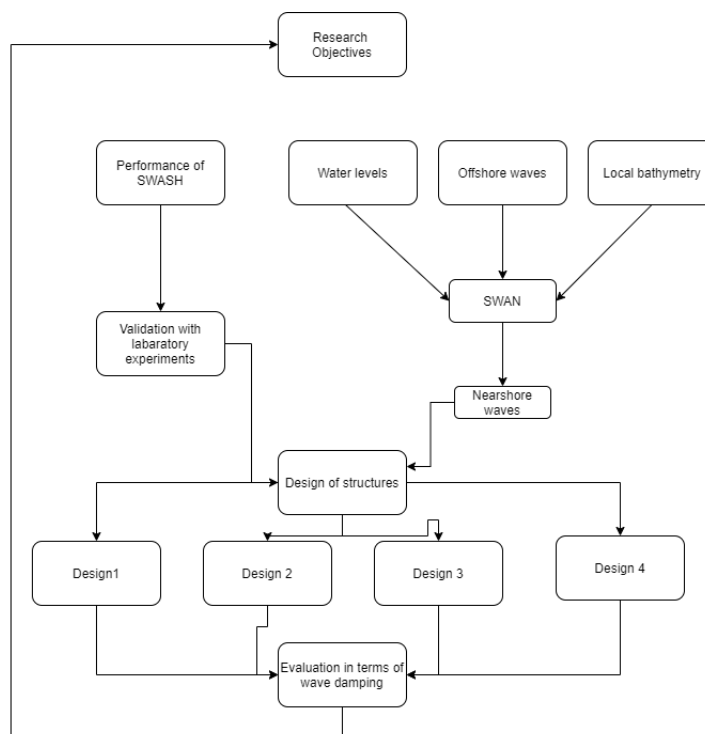 Research
Objectives
Performance of
SWASH
Water levels
Offshore waves
Local bathymetry
SWAN
Validation with
labaratory
experiments
Nearshore
waves
Design of structures
Design1
Design 2
Design 3
Design 4
Evaluation in terms of
wave damping